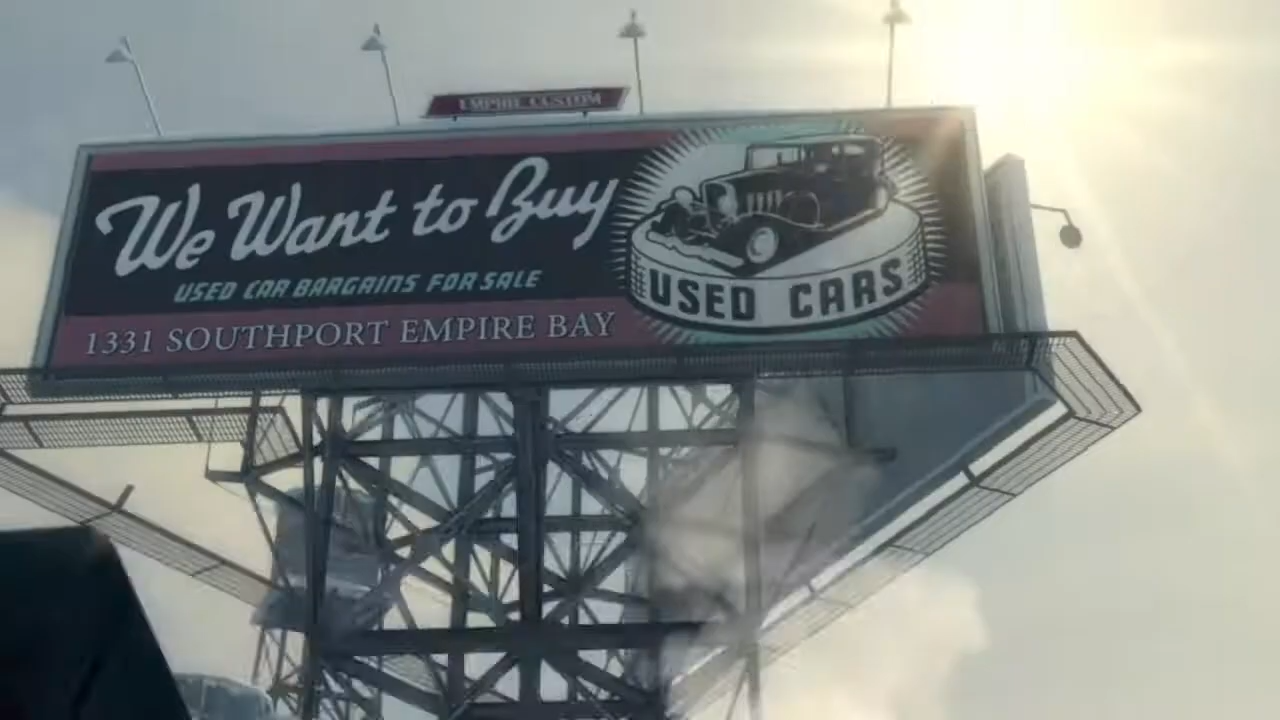 EMPIRE CUSTOM
We Want to Buy
USED CAR BARGAINS FOR SALE
1331 SOUTHPORT EMPIRE BAY
USED CARS